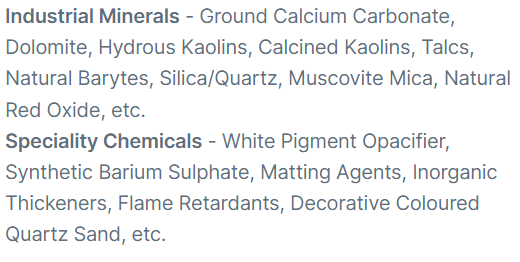 Industrial Minerals - Ground Calcium Carbonate,
Dolomite, Hydrous Kaolins, Calcined Kaolins, Talcs,
Natural Barytes, Silica/Quartz, Muscovite Mica, Natural
Red Oxide, etc.
Speciality Chemicals - White Pigment Opacifier,
Synthetic Barium Sulphate, Matting Agents, Inorganic
Thickeners, Flame Retardants, Decorative Coloured
Quartz Sand, etc.